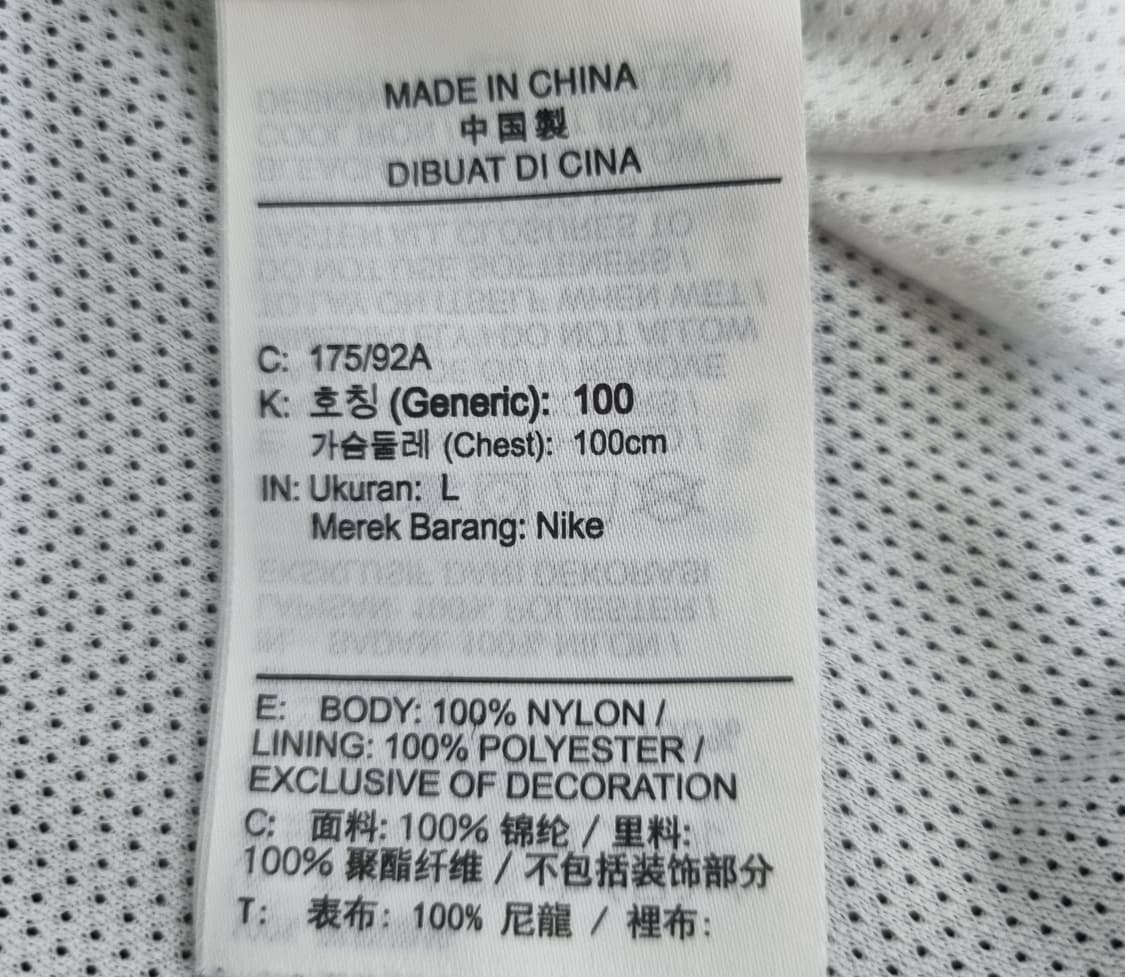 MADE IN CHINA
中国製
DIBUAT DI CINA
C: 175/92A
K: 호칭 (Generic): 100
가슴둘레 (Chest): 100cm
IN: Ukuran: L
Merek Barang: Nike
E: BODY: 100% NYLON /
LINING: 100% POLYESTER /
EXCLUSIVE OF DECORATION
C: 面料: 100% 锦纶 / 里料:
100% 聚酯纤维 / 不包括装饰部分
T: 表布: 100% 尼龍 / 裡布: